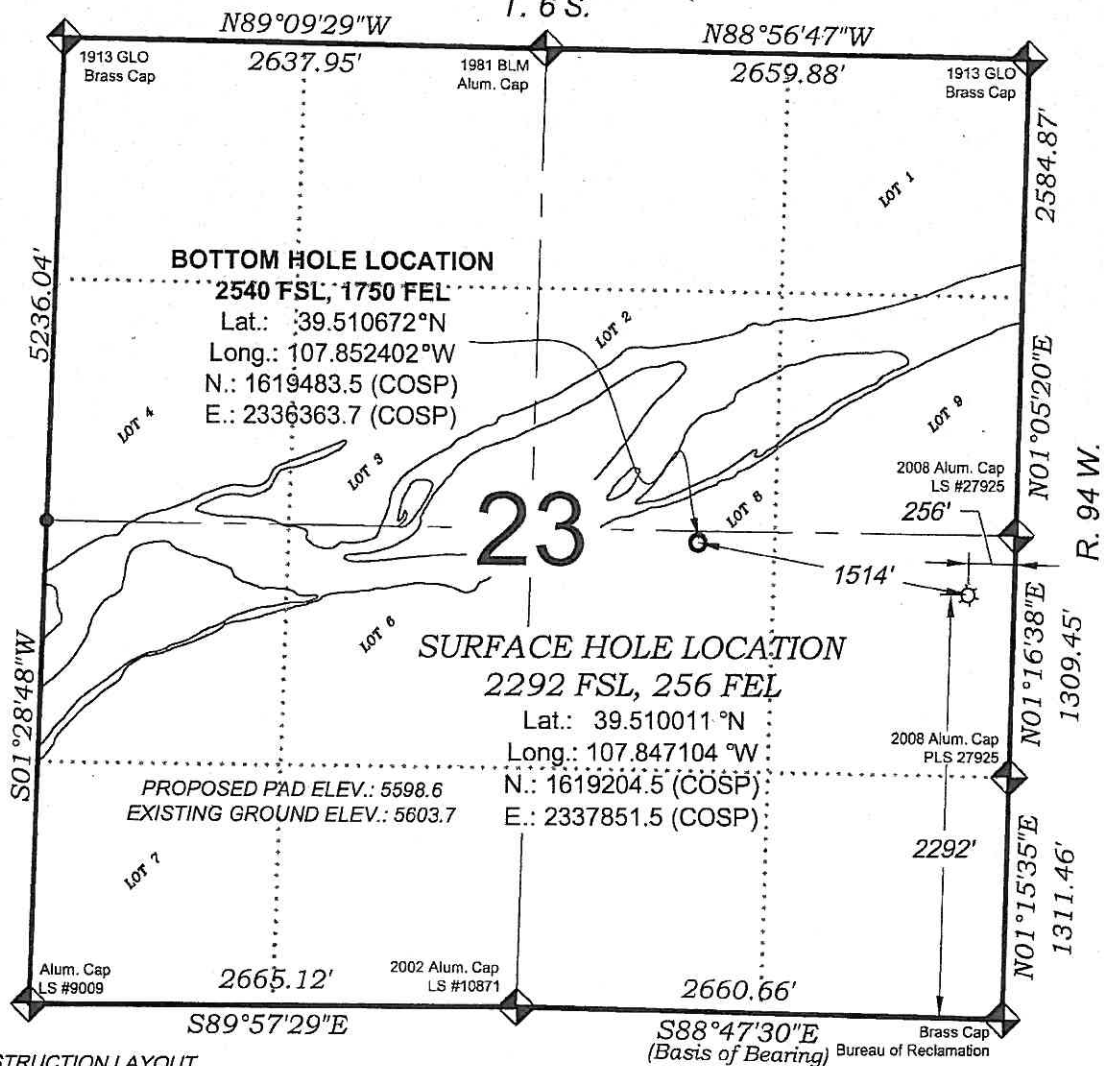 T. 6 S.
N89°09'29"W
N88°56'47"W
1913 GLO
Brass Cap
2637.95'
1981 BLM
Alum. Cap
2659.88'
1913 GLO
Brass Cap
2584.87'
LOT 1
5236.04'
BOTTOM HOLE LOCATION
2540 FSL, 1750 FEL
Lat.: 39.510672°N
Long.: 107.852402°W
N.: 1619483.5 (COSP)
E.: 2336363.7 (COSP)
LOT 2
LOT 4
LOT 3
LOT 9
N01°05'20"E
R. 94 W.
2008 Alum. Cap
LS #27925
256'
LOT 8
23
1514'
LOT 6
SURFACE HOLE LOCATION
2292 FSL, 256 FEL
Lat.: 39.510011 °N
Long.: 107.847104 °W
N.: 1619204.5 (COSP)
E.: 2337851.5 (COSP)
N01°16'38"E
1309.45'
2008 Alum. Cap
PLS 27925
S01°28'48"W
PROPOSED PAD ELEV.: 5598.6
EXISTING GROUND ELEV.: 5603.7
LOT 7
2292'
N01°15'35"E
1311.46'
Alum. Cap
LS #9009
2665.12'
2002 Alum. Cap
LS #10871
2660.66'
S89°57'29"E
S88°47'30"E
(Basis of Bearing)
Brass Cap
Bureau of Reclamation
STRUCTION LAYOUT